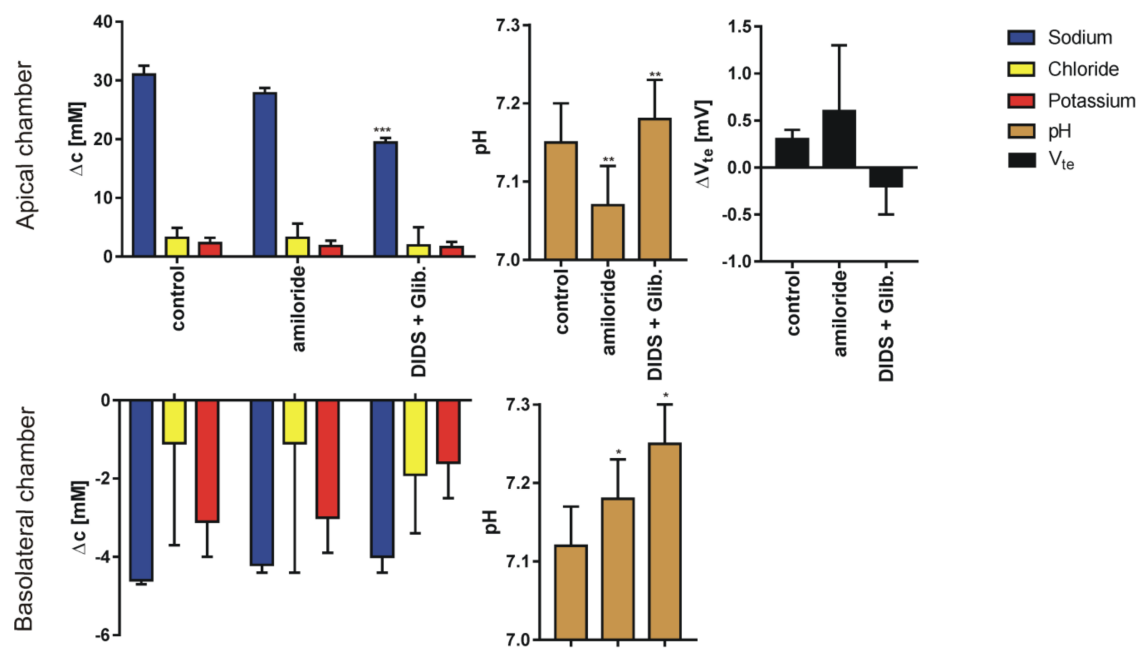 Apical chamber
Δc [mM]
40
30
20
10
0
***
control
amiloride
DIDS + Glib.
pH
7.3
7.2
7.1
7.0
**
**
control
amiloride
DIDS + Glib.
ΔVte [mV]
1.5
1.0
0.5
0.0
-0.5
-1.0
control
amiloride
DIDS + Glib.
Sodium
Chloride
Potassium
pH
Vte
Basolateral chamber
Δc [mM]
0
-2
-4
-6
pH
7.3
7.2
7.1
7.0
*
*